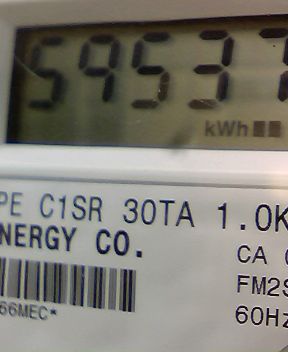 59537
kWh
PE C1SR 30TA 1.0K
NERGY CO.
CA
FM2S
66MEC*
60Hz